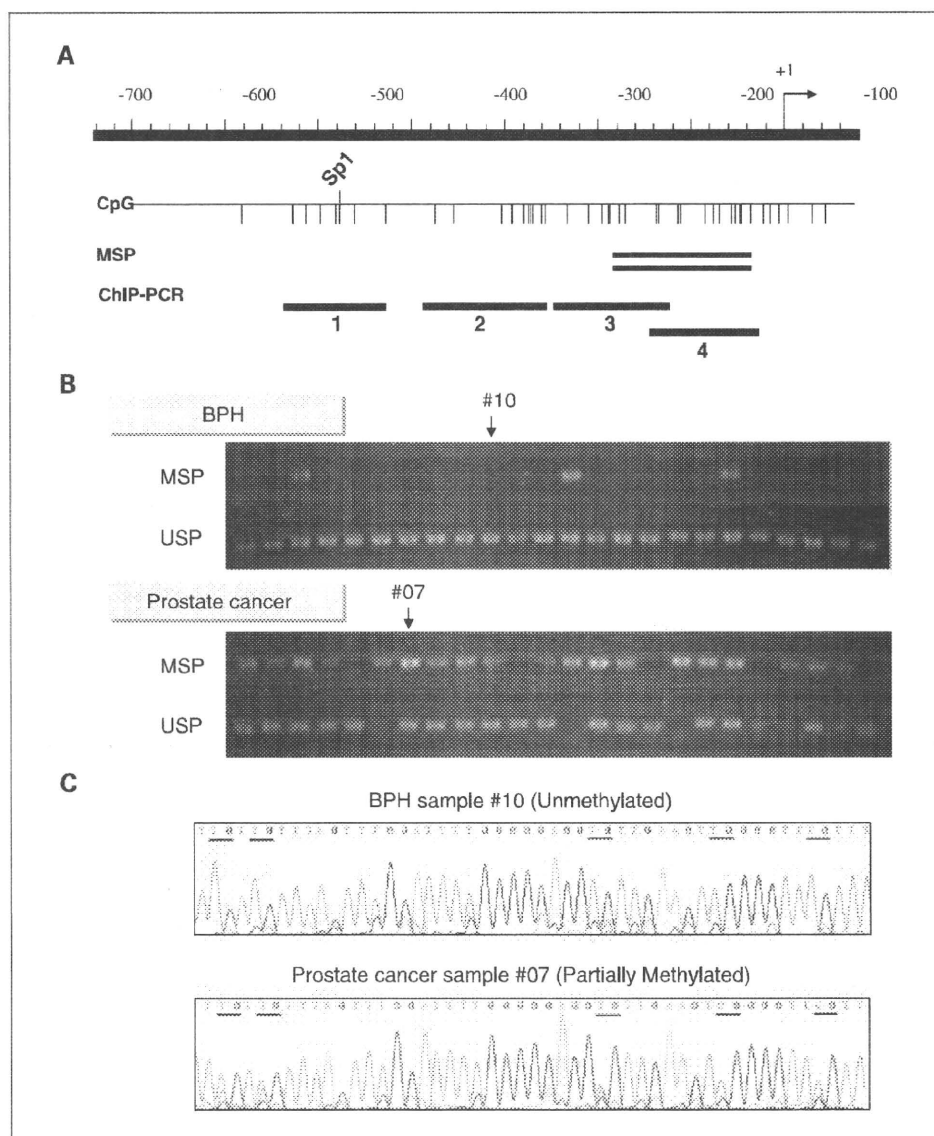 A
+1
-700 -600 -500 -400 -300 -200 -100
Sp1
CpG
MSP
ChIP-PCR
1 2 3
4
B
BPH
#10
MSP
USP
Prostate cancer
#07
MSP
USP
C
BPH sample #10 (Unmethylated)
Prostate cancer sample #07 (Partially Methylated)